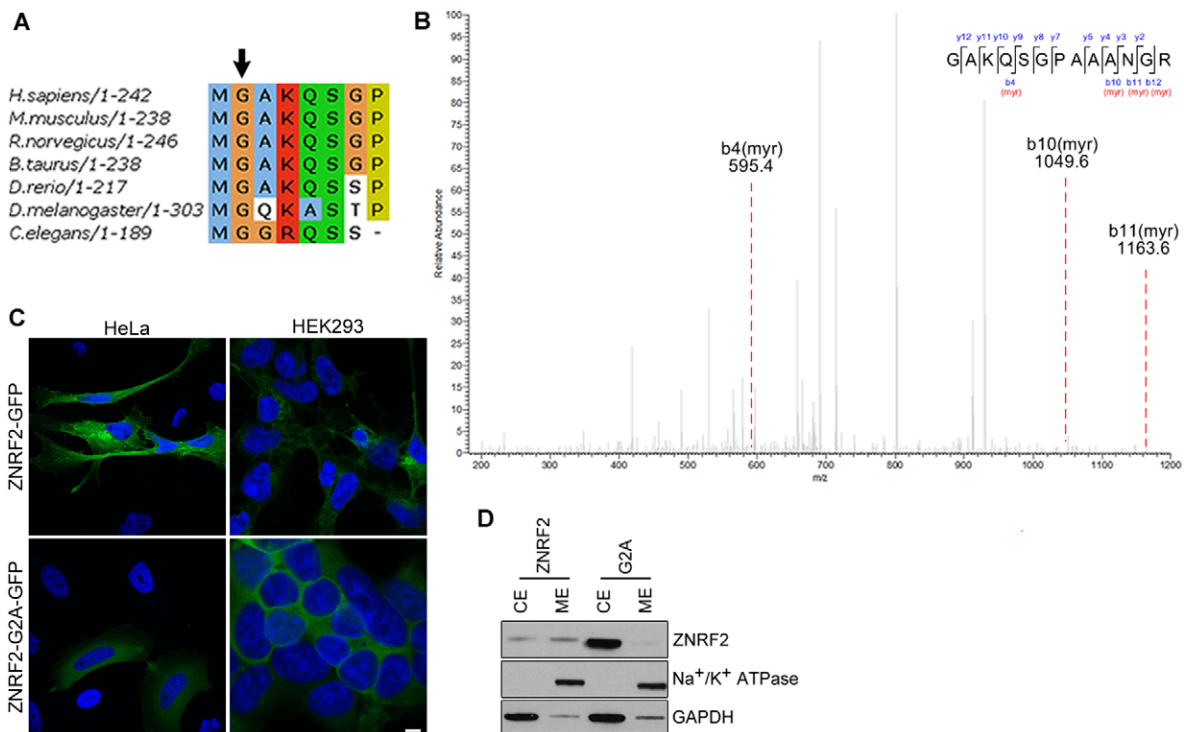 A
H.sapiens/1-242 M G A K Q S G P
M.musculus/1-238 M G A K Q S G P
R.norvegicus/1-246 M G A K Q S G P
B.taurus/1-238 M G A K Q S G P
D.rerio/1-217 M G A K Q S S P
D.melanogaster/1-303 M G Q K A S T P
C.elegans/1-189 M G G R Q S S -
B
100
95
90
85
80
75
70
65
60
55
50
45
40
35
30
25
20
15
10
5
0
Relative Abundance
200 300 400 500 600 700 800 900 1000 1100 1200
m/z
y12 y11 y10 y9 y8 y7 y5 y4 y3 y2
GAKQSGPAAANGR
b4 b10 b11 b12
(myr) (myr) (myr) (myr)
b4(myr)
595.4
b10(myr)
1049.6
b11(myr)
1163.6
C
HeLa HEK293
ZNRF2-GFP
ZNRF2-G2A-GFP
D
ZNRF2 G2A
CE ME CE ME
ZNRF2
Na+/K+ ATPase
GAPDH